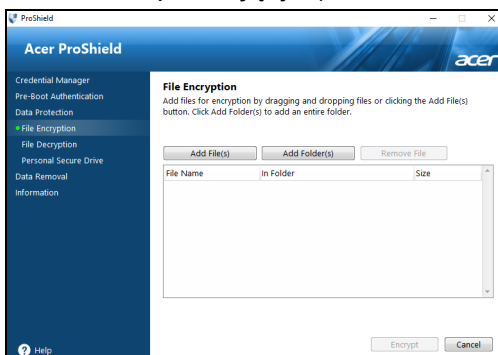 ProShield
Acer ProShield
acer
Credential Manager
Pre-Boot Authentication
Data Protection
File Encryption
File Decryption
Personal Secure Drive
Data Removal
Information
Help
File Encryption
Add files for encryption by dragging and dropping files or clicking the Add File(s)
button. Click Add Folder(s) to add an entire folder.
Add File(s) Add Folder(s) Remove File
File Name In Folder Size
Encrypt Cancel